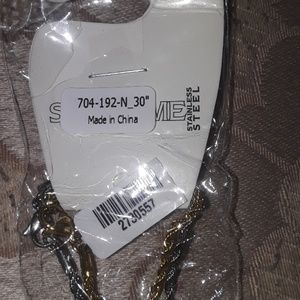 704-192-N_30"
Made in China
STAINLESS
STEEL
2730557